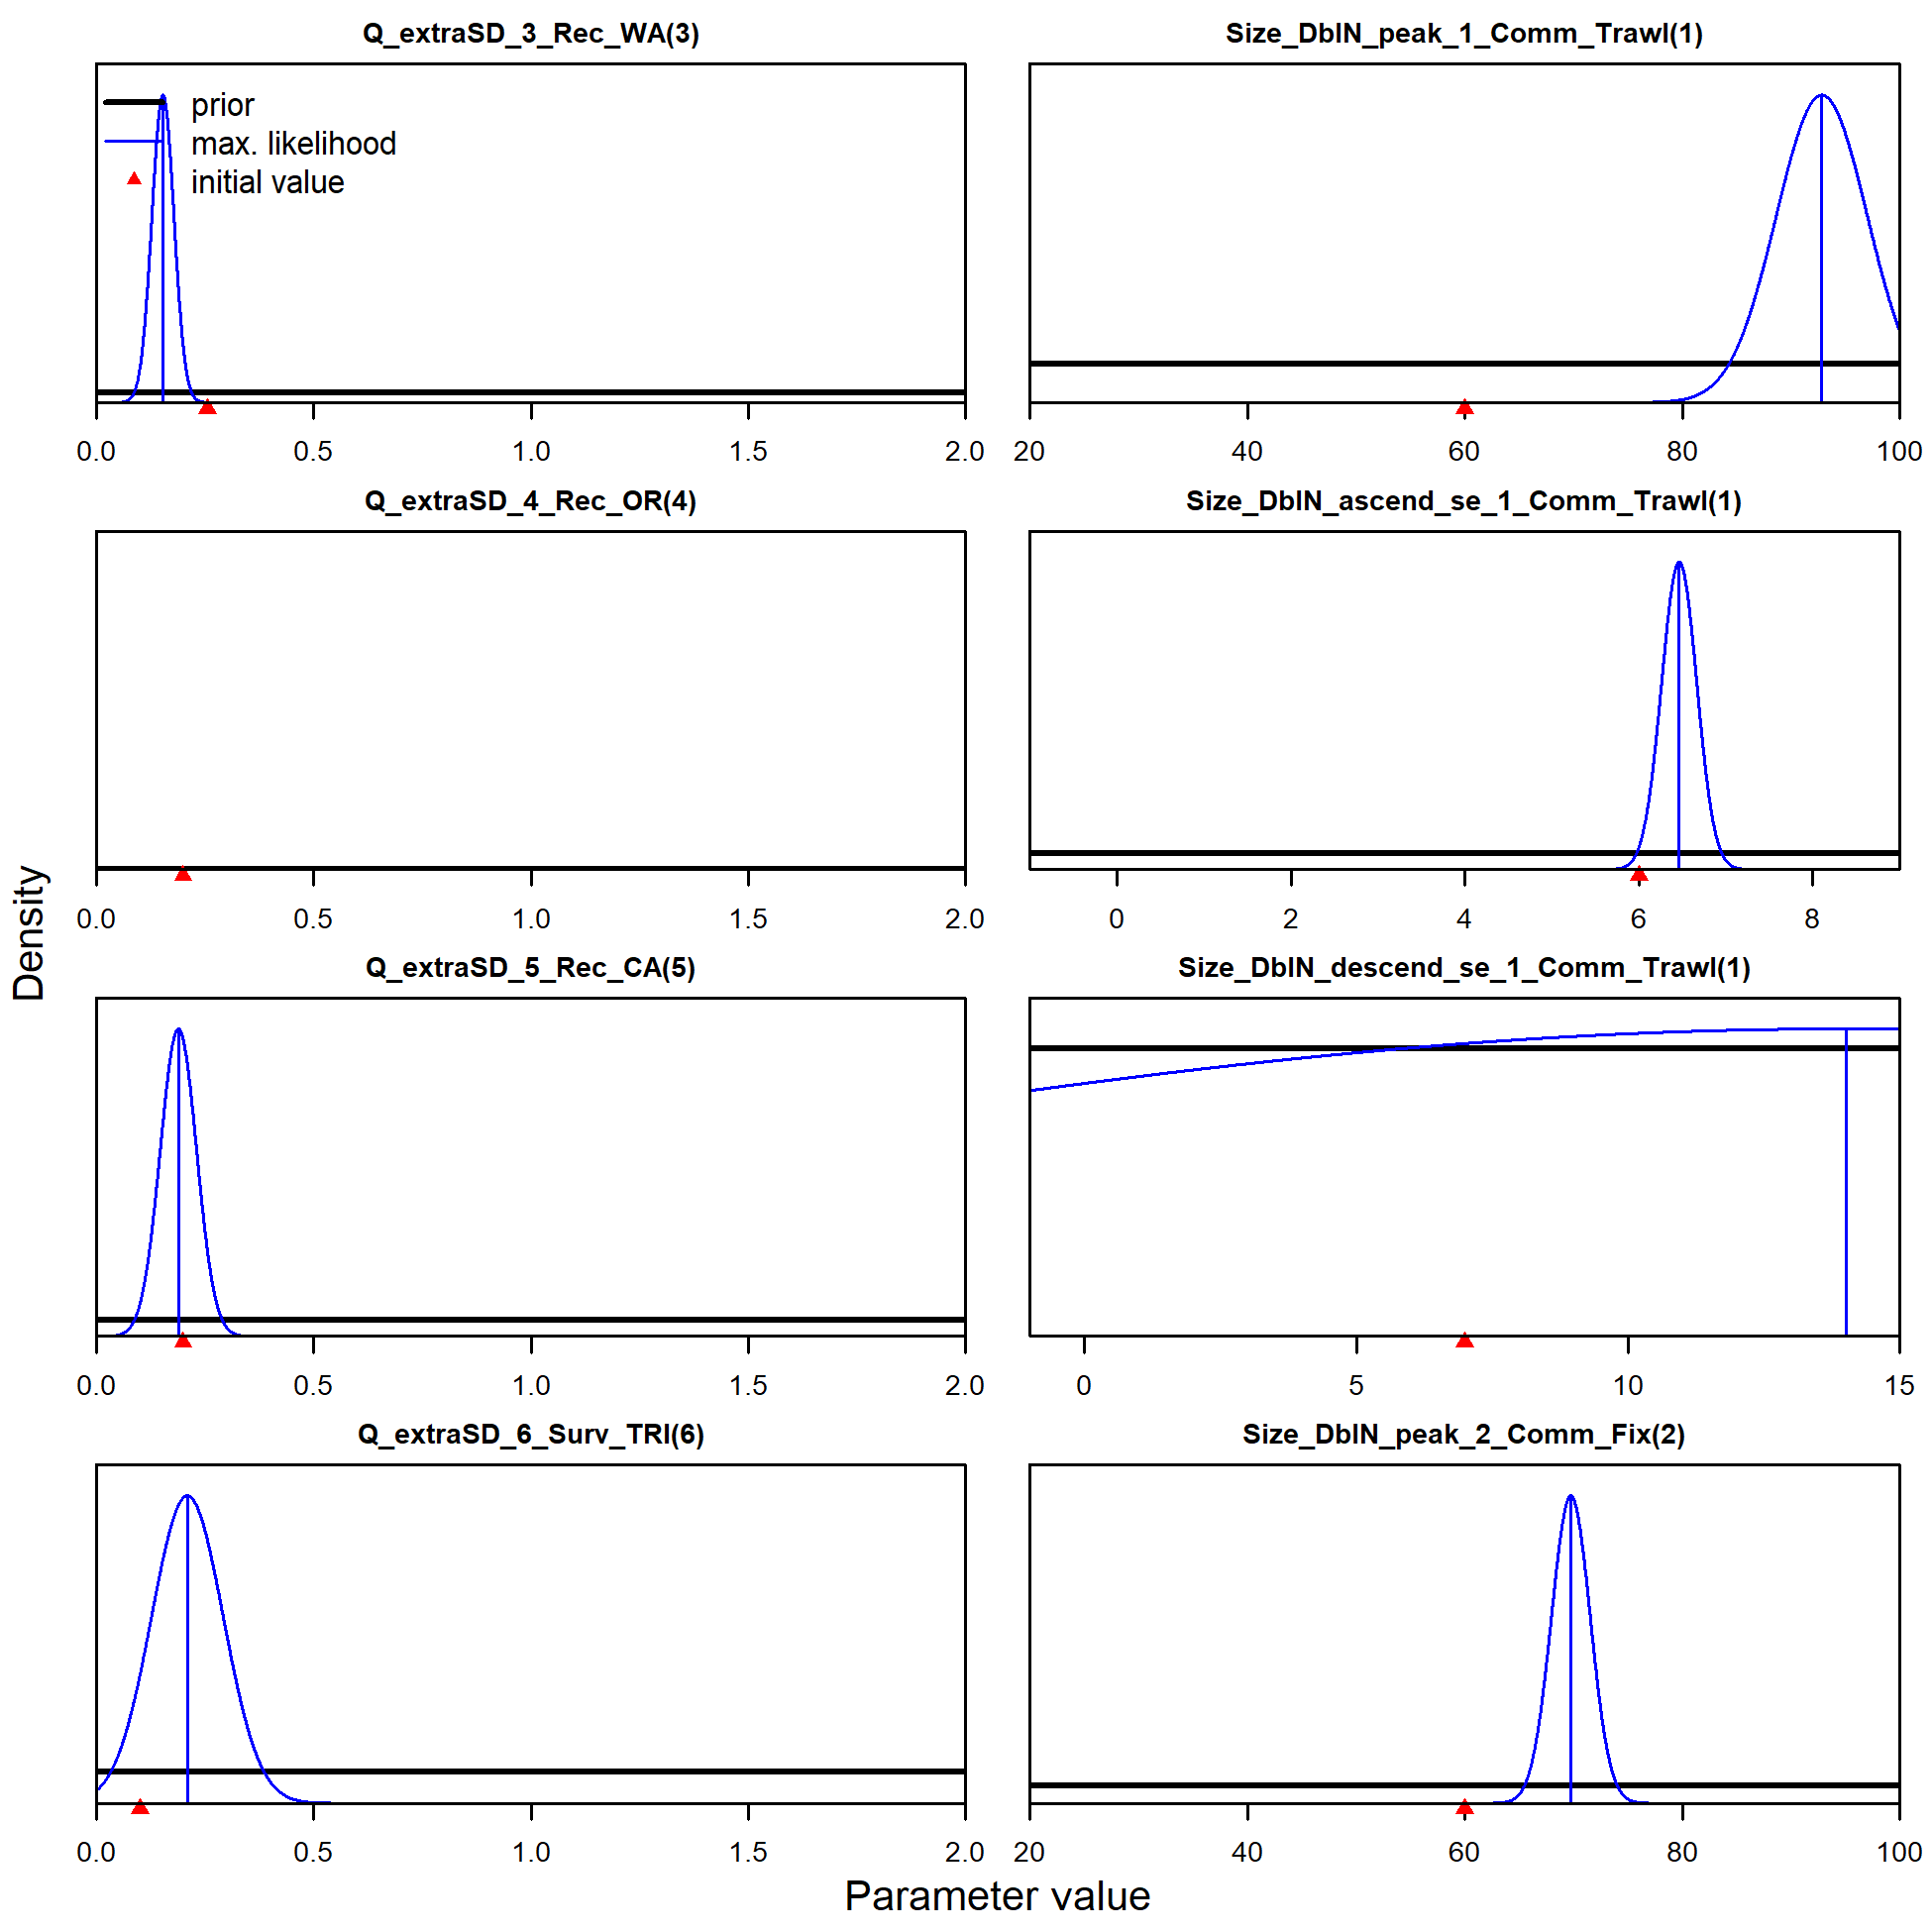 Q_extraSD_3_Rec_WA(3)
prior
max. likelihood
initial value
0.0 0.5 1.0 1.5 2.0
Size_DblN_peak_1_Comm_Trawl(1)
20 40 60 80 100
Q_extraSD_4_Rec_OR(4)
0.0 0.5 1.0 1.5 2.0
Size_DblN_ascend_se_1_Comm_Trawl(1)
0 2 4 6 8
Q_extraSD_5_Rec_CA(5)
0.0 0.5 1.0 1.5 2.0
Size_DblN_descend_se_1_Comm_Trawl(1)
0 5 10 15
Q_extraSD_6_Surv_TRI(6)
0.0 0.5 1.0 1.5 2.0
Size_DblN_peak_2_Comm_Fix(2)
20 40 60 80 100
Density
Parameter value